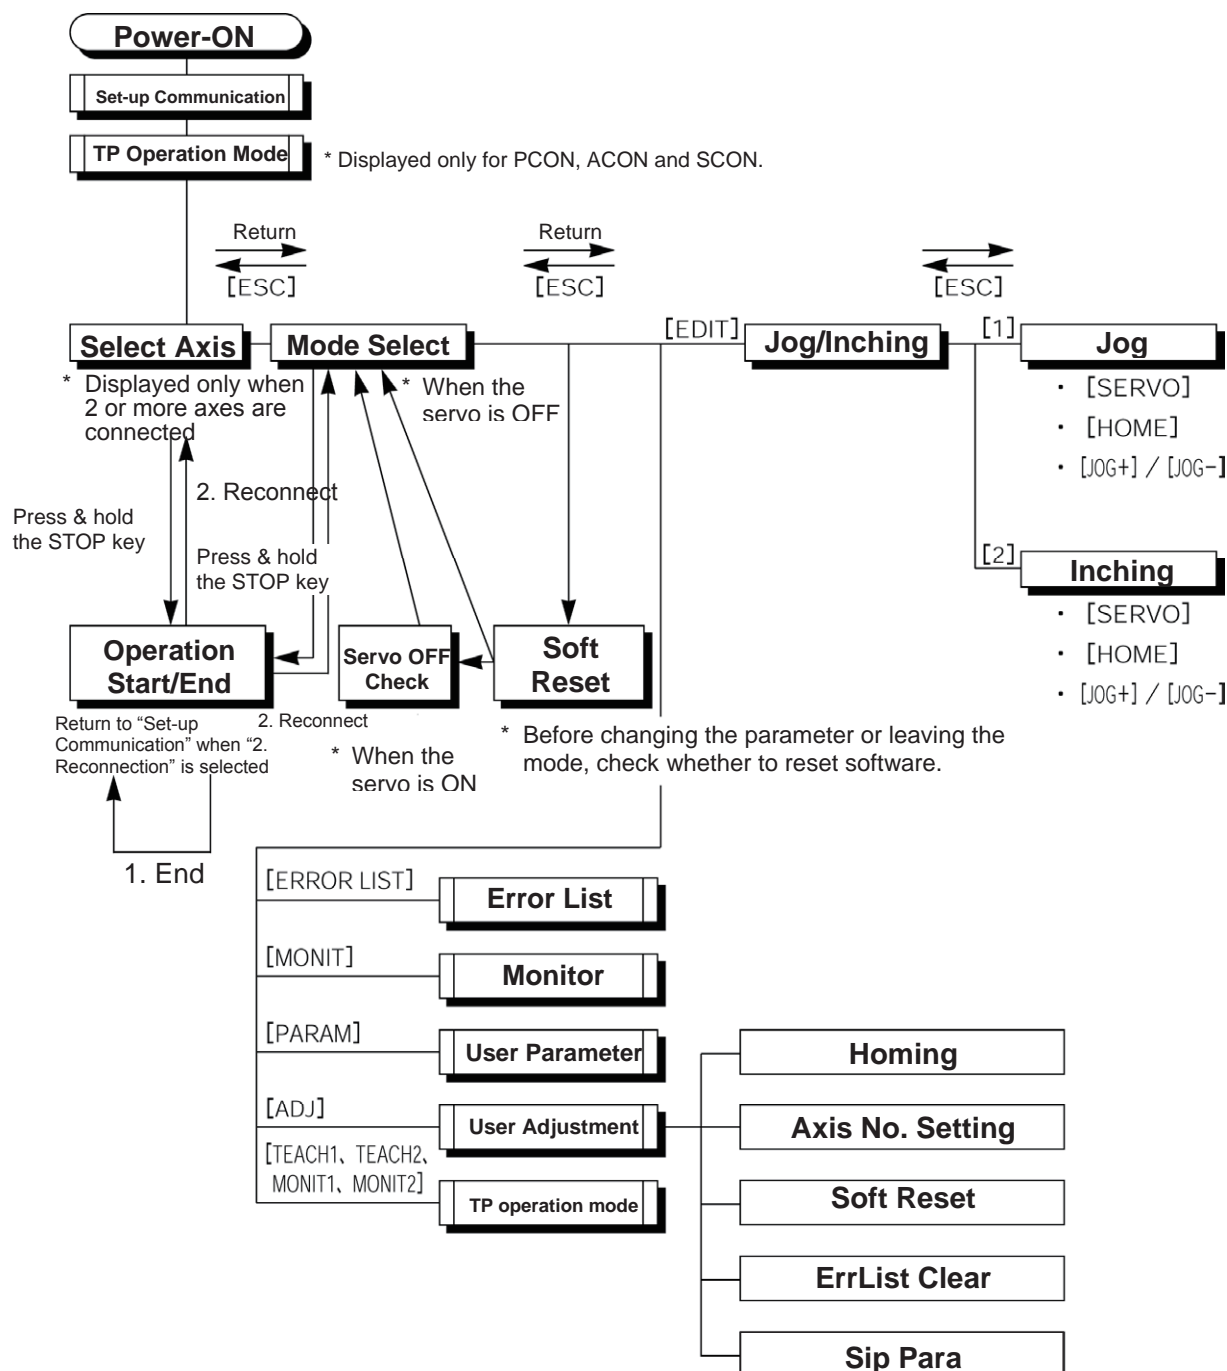 Power-ON
Set-up Communication
TP Operation Mode
* Displayed only for PCON, ACON and SCON.
Return
[ESC]
Return
[ESC]
[ESC]
Select Axis
Mode Select
[EDIT]
Jog/Inching
[1]
Jog
* Displayed only when
2 or more axes are
connected
* When the
servo is OFF
・ [SERVO]
・ [HOME]
・ [JOG+] / [JOG-]
2. Reconnect
Press & hold
the STOP key
Press & hold
the STOP key
[2]
Inching
・ [SERVO]
・ [HOME]
・ [JOG+] / [JOG-]
Operation
Start/End
Servo OFF
Check
Soft
Reset
Return to “Set-up
Communication” when “2.
Reconnection” is selected
2. Reconnect
* When the
servo is ON
* Before changing the parameter or leaving the
mode, check whether to reset software.
1. End
[ERROR LIST]
Error List
[MONIT]
Monitor
[PARAM]
User Parameter
[ADJ]
User Adjustment
[TEACH1、TEACH2、
MONIT1、MONIT2]
TP operation mode
Homing
Axis No. Setting
Soft Reset
ErrList Clear
Sip Para